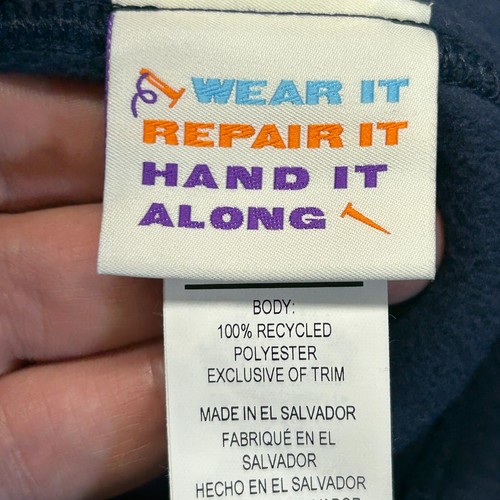 WEAR IT
REPAIR IT
HAND IT
ALONG
BODY:
100% RECYCLED
POLYESTER
EXCLUSIVE OF TRIM
MADE IN EL SALVADOR
FABRIQUÉ EN EL
SALVADOR
HECHO EN EL SALVADOR
SALVADOR